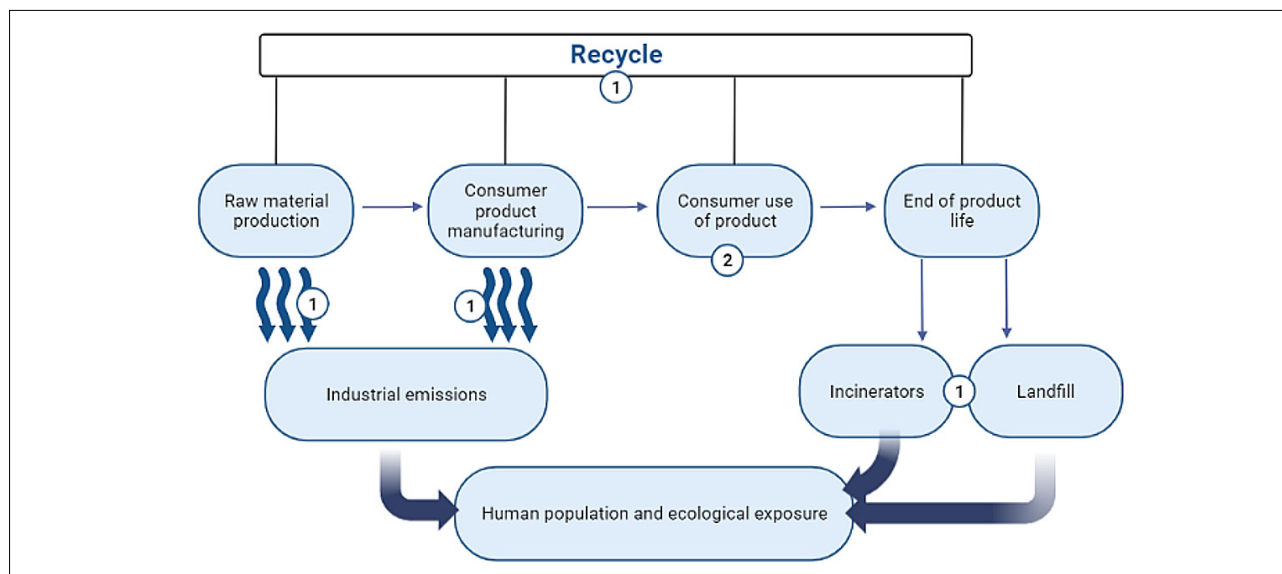 Recycle
1
Raw material
production
Consumer
product
manufacturing
Consumer use
of product
2
End of product
life
1
1
Industrial emissions
Incinerators
1
Landfill
Human population and ecological exposure